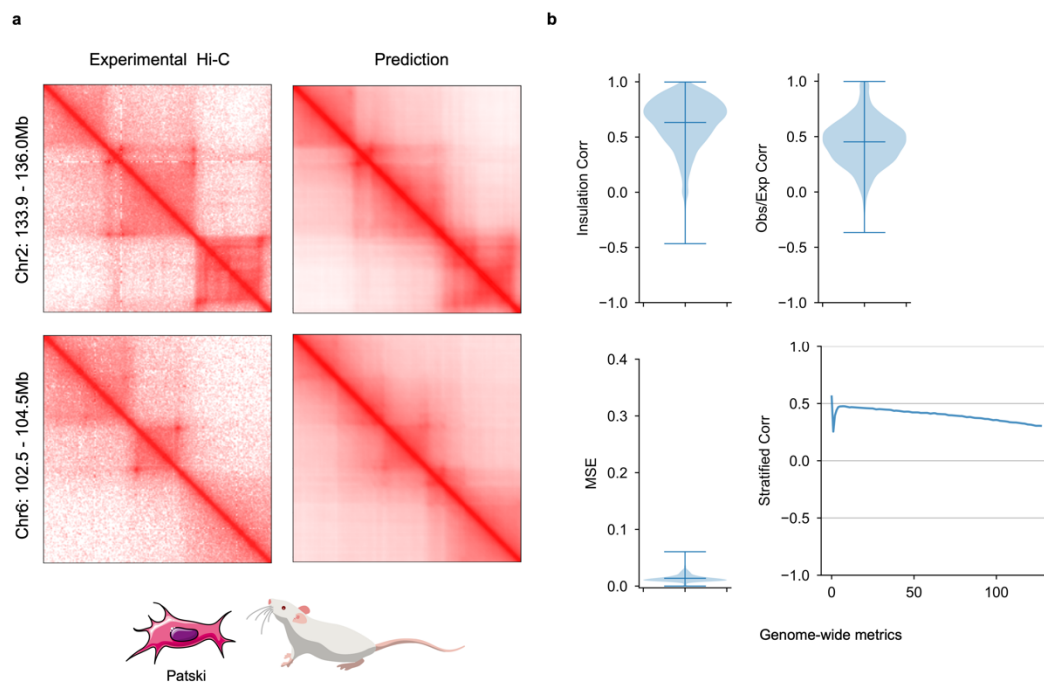 a
Experimental Hi-C
Prediction
Chr2: 133.9 - 136.0Mb
Chr6: 102.5 - 104.5Mb
Patski
b
Insulation Corr
1.0
0.5
0.0
−0.5
−1.0
Obs/Exp Corr
1.0
0.5
0.0
−0.5
−1.0
MSE
0.4
0.3
0.2
0.1
0.0
Stratified Corr
1.0
0.5
0.0
−0.5
−1.0
0 50 100
Genome-wide metrics